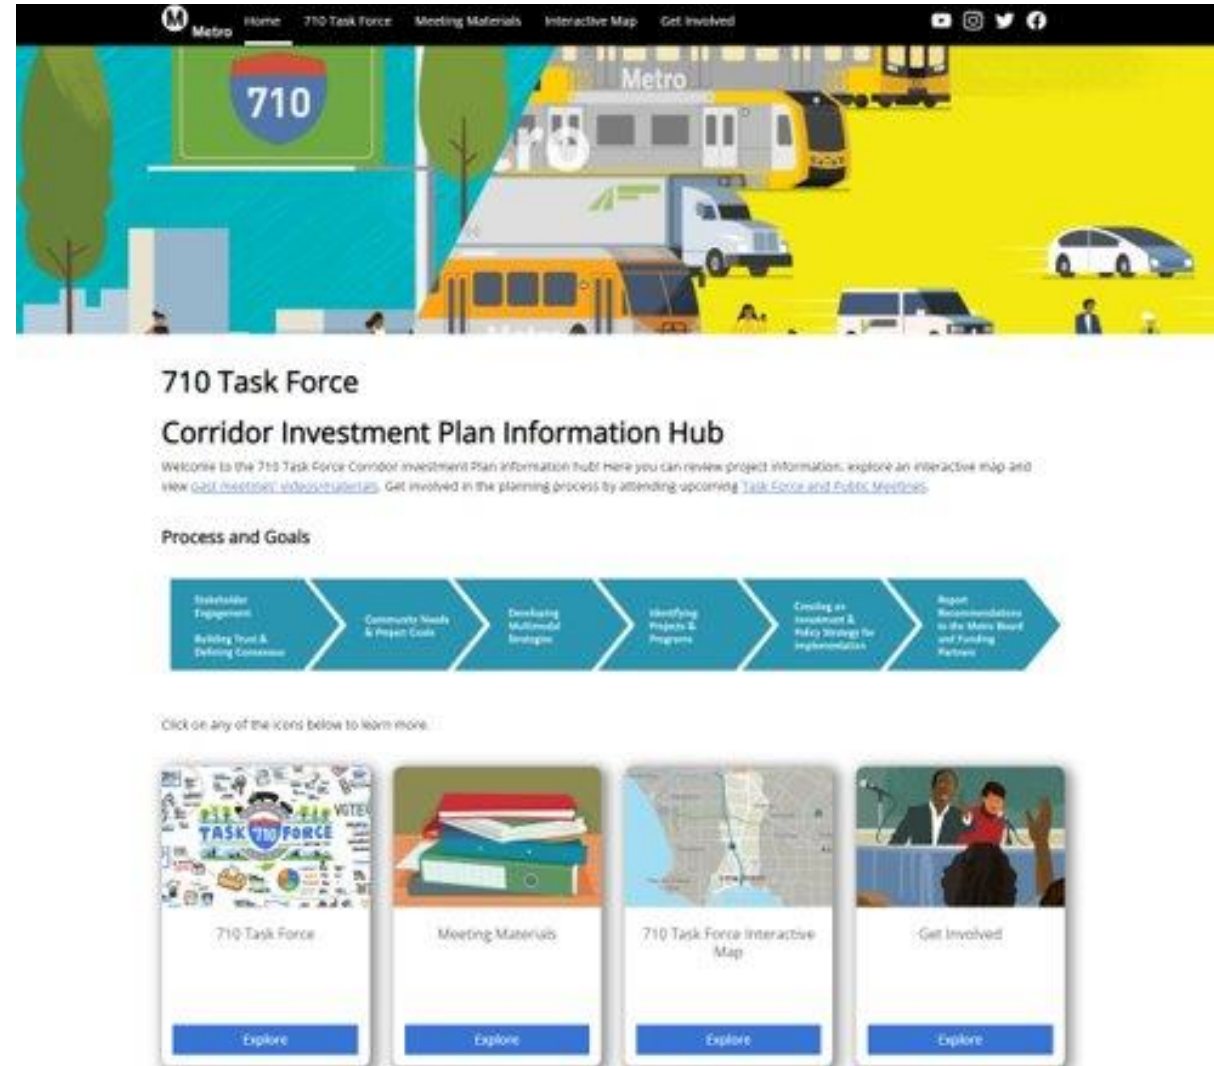 Metro
Home
710 Task Force
Meeting Materials
Interactive Map
Get Involved
710
Metro
ero
710 Task Force
Corridor Investment Plan Information Hub
Welcome to the 710 Task Force Corridor Investment Plan information hub! Here you can review project information, explore an interactive map and
view past meetings' videos/materials. Get involved in the planning process by attending upcoming Task Force and Public Meetings.
Process and Goals
Stakeholder
Engagement
Building Trust &
Defining Consensus
Community Needs
& Project Goals
Developing
Multimodal
Strategies
Identifying
Projects &
Programs
Creating an
Investment &
Policy Strategy for
Implementation
Report
Recommendations
to the Metro Board
and Funding
Partners
Click on any of the icons below to learn more.
TASK 710 FORCE
710 Task Force
Explore
Meeting Materials
Explore
710 Task Force Interactive
Map
Explore
Get Involved
Explore